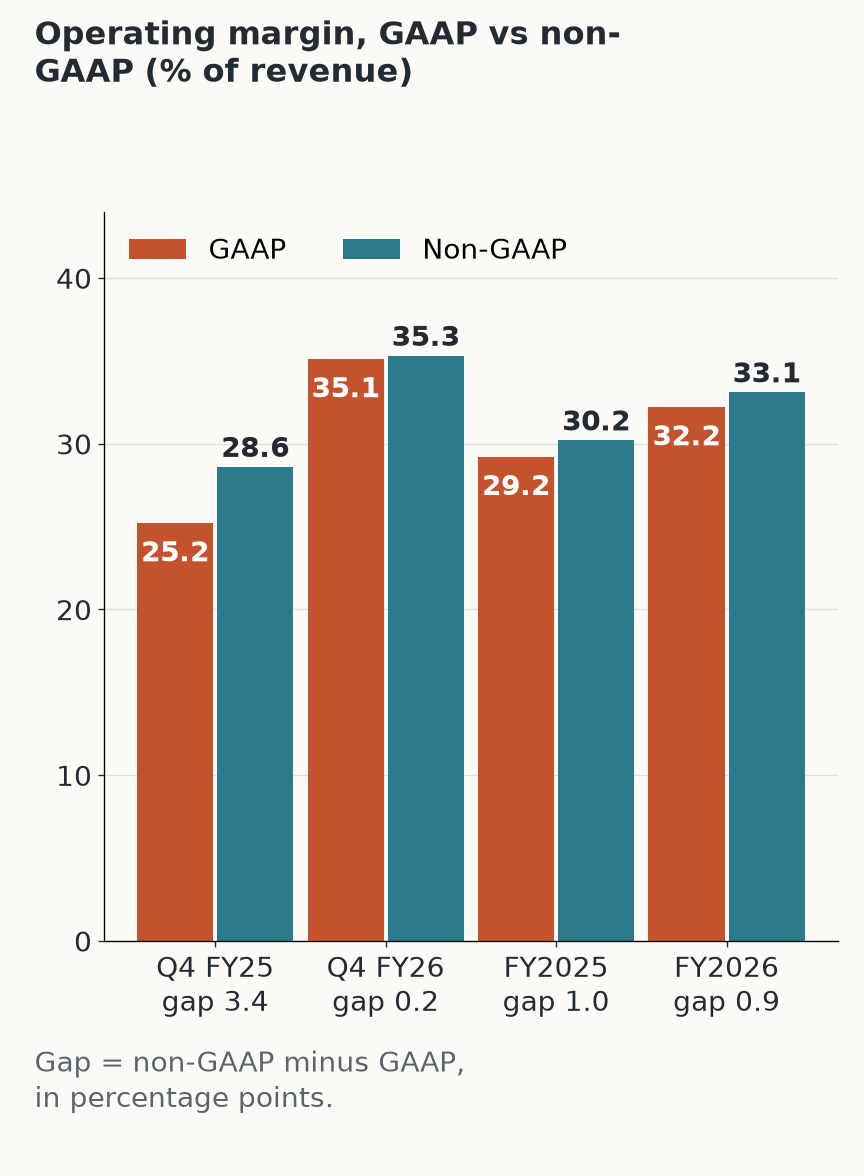 Operating margin, GAAP vs non-
GAAP (% of revenue)
GAAP
Non-GAAP
40
30
20
10
0
25.2
28.6
35.1
35.3
29.2
30.2
32.2
33.1
Q4 FY25
gap 3.4
Q4 FY26
gap 0.2
FY2025
gap 1.0
FY2026
gap 0.9
Gap = non-GAAP minus GAAP,
in percentage points.